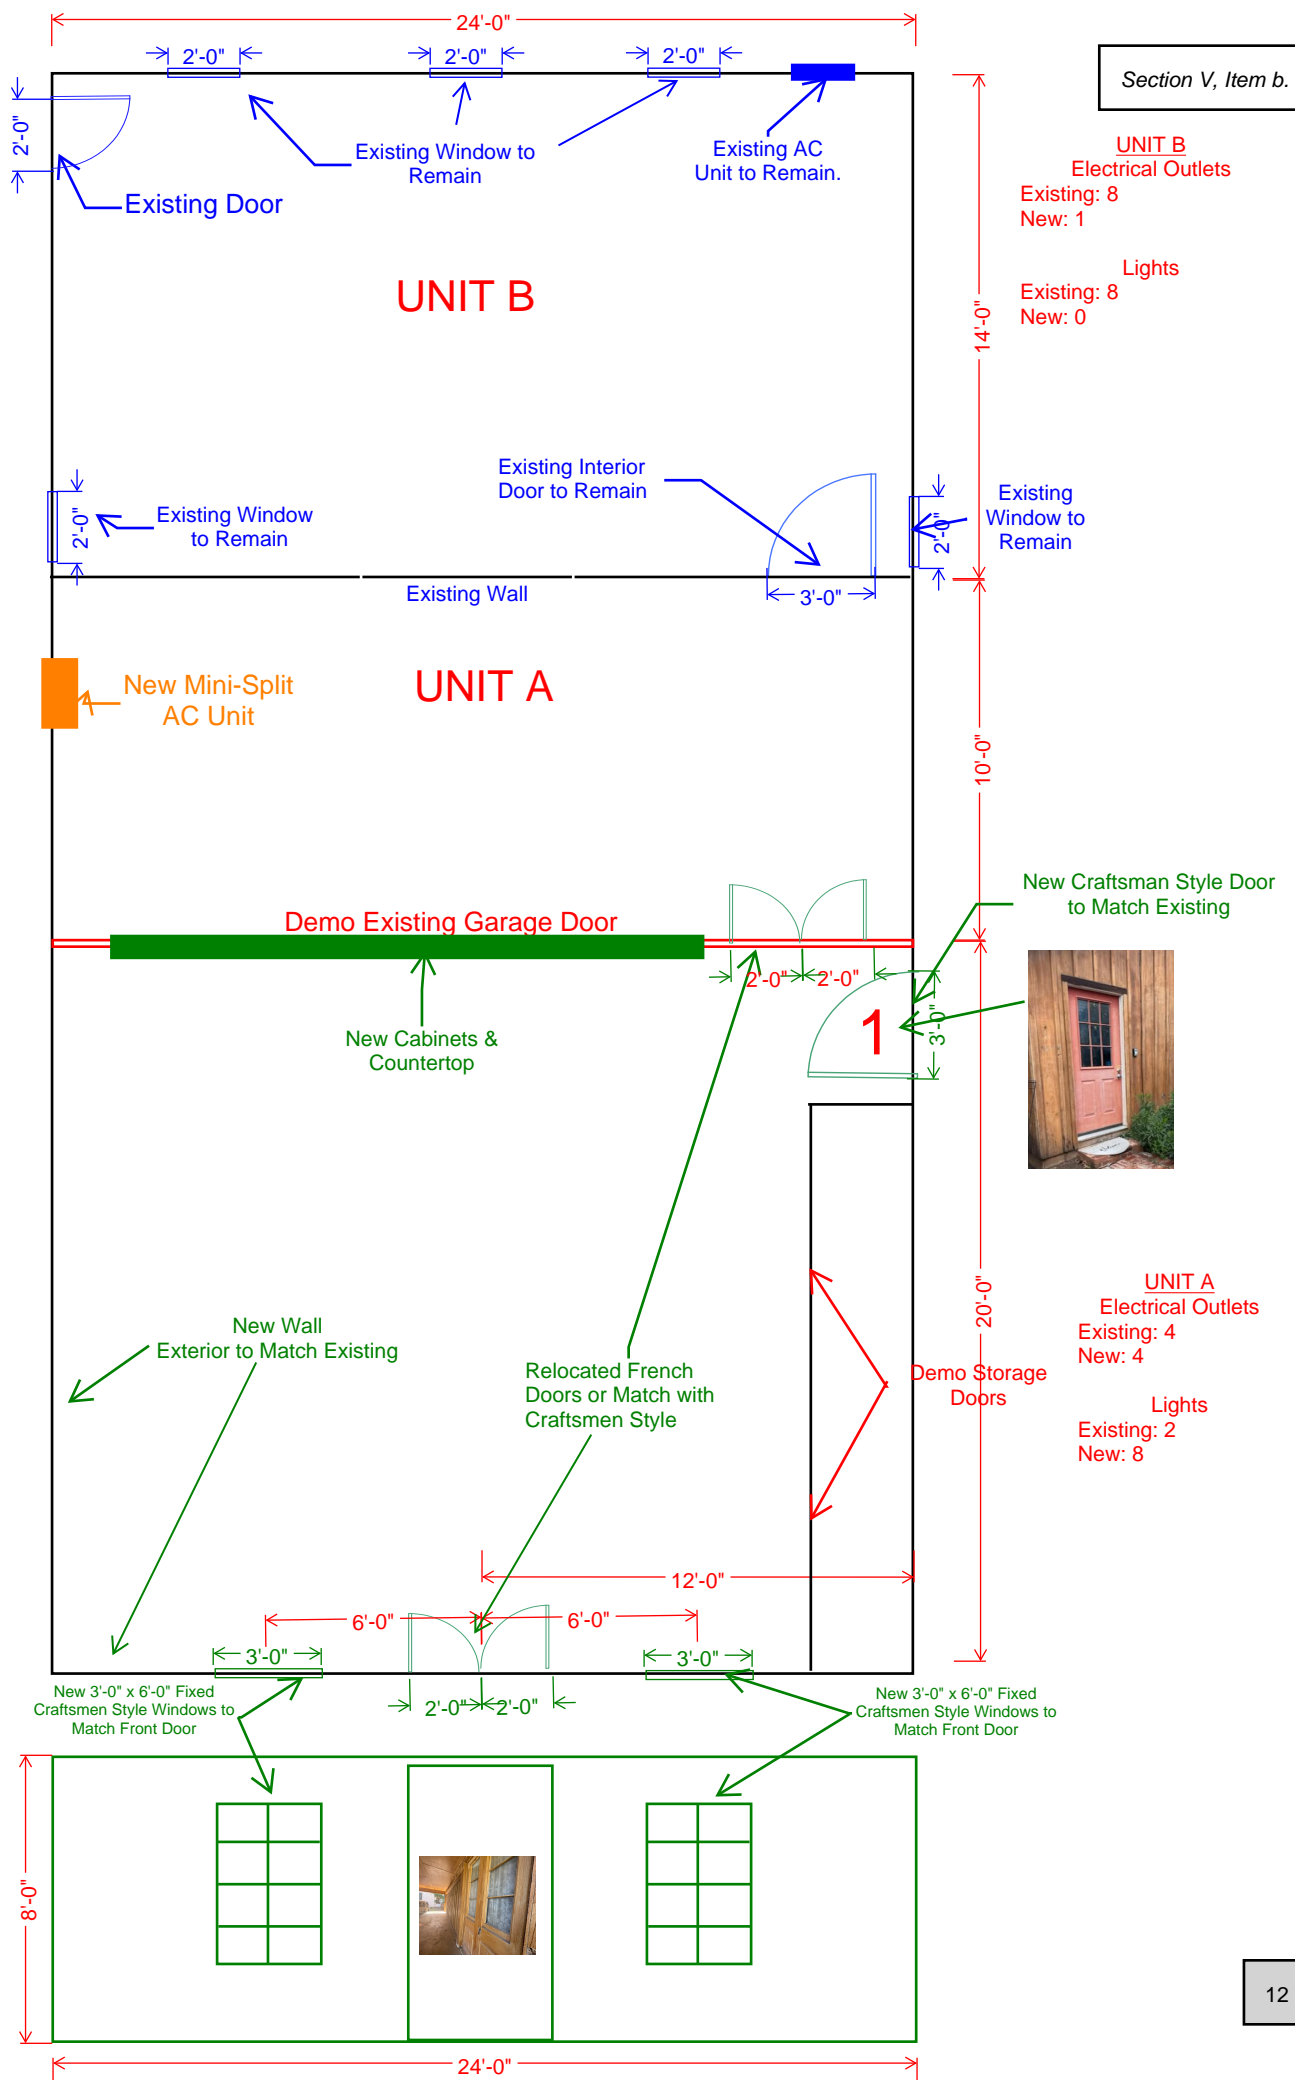 24'-0"
2'-0"
2'-0"
2'-0"
Section V, Item b.
2'-0"
Existing Window to
Remain
Existing AC
Unit to Remain.
Existing Door
UNIT B
Electrical Outlets
Existing: 8
New: 1
Lights
Existing: 8
New: 0
UNIT B
14'-0"
Existing Interior
Door to Remain
2'-0"
Existing Window
to Remain
2'-0"
Existing
Window to
Remain
Existing Wall
3'-0"
New Mini-Split
AC Unit
UNIT A
10'-0"
New Craftsman Style Door
to Match Existing
Demo Existing Garage Door
2'-0"
2'-0"
1
3'-0"
New Cabinets &
Countertop
20'-0"
UNIT A
Electrical Outlets
Existing: 4
New: 4
Lights
Existing: 2
New: 8
New Wall
Exterior to Match Existing
Relocated French
Doors or Match with
Craftsmen Style
Demo Storage
Doors
12'-0"
6'-0"
6'-0"
3'-0"
3'-0"
2'-0"
2'-0"
New 3'-0" x 6'-0" Fixed
Craftsmen Style Windows to
Match Front Door
New 3'-0" x 6'-0" Fixed
Craftsmen Style Windows to
Match Front Door
8'-0"
12
24'-0"